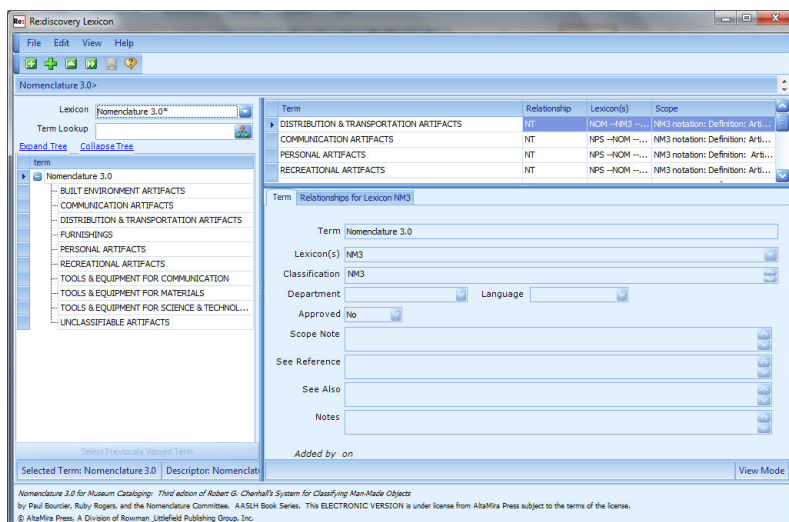 Re:discovery Lexicon
File Edit View Help
Nomenclature 3.0>
Lexicon Nomenclature 3.0*
Term Lookup
Expand Tree Collapse Tree
term
Nomenclature 3.0
BUILT ENVIRONMENT ARTIFACTS
COMMUNICATION ARTIFACTS
DISTRIBUTION & TRANSPORTATION ARTIFACTS
FURNISHINGS
PERSONAL ARTIFACTS
RECREATIONAL ARTIFACTS
TOOLS & EQUIPMENT FOR COMMUNICATION
TOOLS & EQUIPMENT FOR MATERIALS
TOOLS & EQUIPMENT FOR SCIENCE & TECHNOL...
UNCLASSIFIABLE ARTIFACTS
Select Previously Viewed Term
Selected Term: Nomenclature 3.0 Descriptor: Nomenclat
Term Relationship Lexicon(s) Scope
DISTRIBUTION & TRANSPORTATION ARTIFACTS NT NOM --NM3 --... NM3 notation: Definition: Arti...
COMMUNICATION ARTIFACTS NT NPS --NOM --... NM3 notation: Definition: Arti...
PERSONAL ARTIFACTS NT NPS --NOM --... NM3 notation: Definition: Arti...
RECREATIONAL ARTIFACTS NT NPS --NOM --... NM3 notation: Definition: Arti...
Term Relationships for Lexicon NM3
Term Nomenclature 3.0
Lexicon(s) NM3
Classification NM3
Department Language
Approved No
Scope Note
See Reference
See Also
Notes
Added by on
View Mode
Nomenclature 3.0 for Museum Cataloging: Third edition of Robert G. Chenhall's System for Classifying Man-Made Objects
by Paul Bourcier, Ruby Rogers, and the Nomenclature Committee. AASLH Book Series. This ELECTRONIC VERSION is under license from AltaMira Press subject to the terms of the license.
© AltaMira Press, A Division of Rowman _Littlefield Publishing Group, Inc.